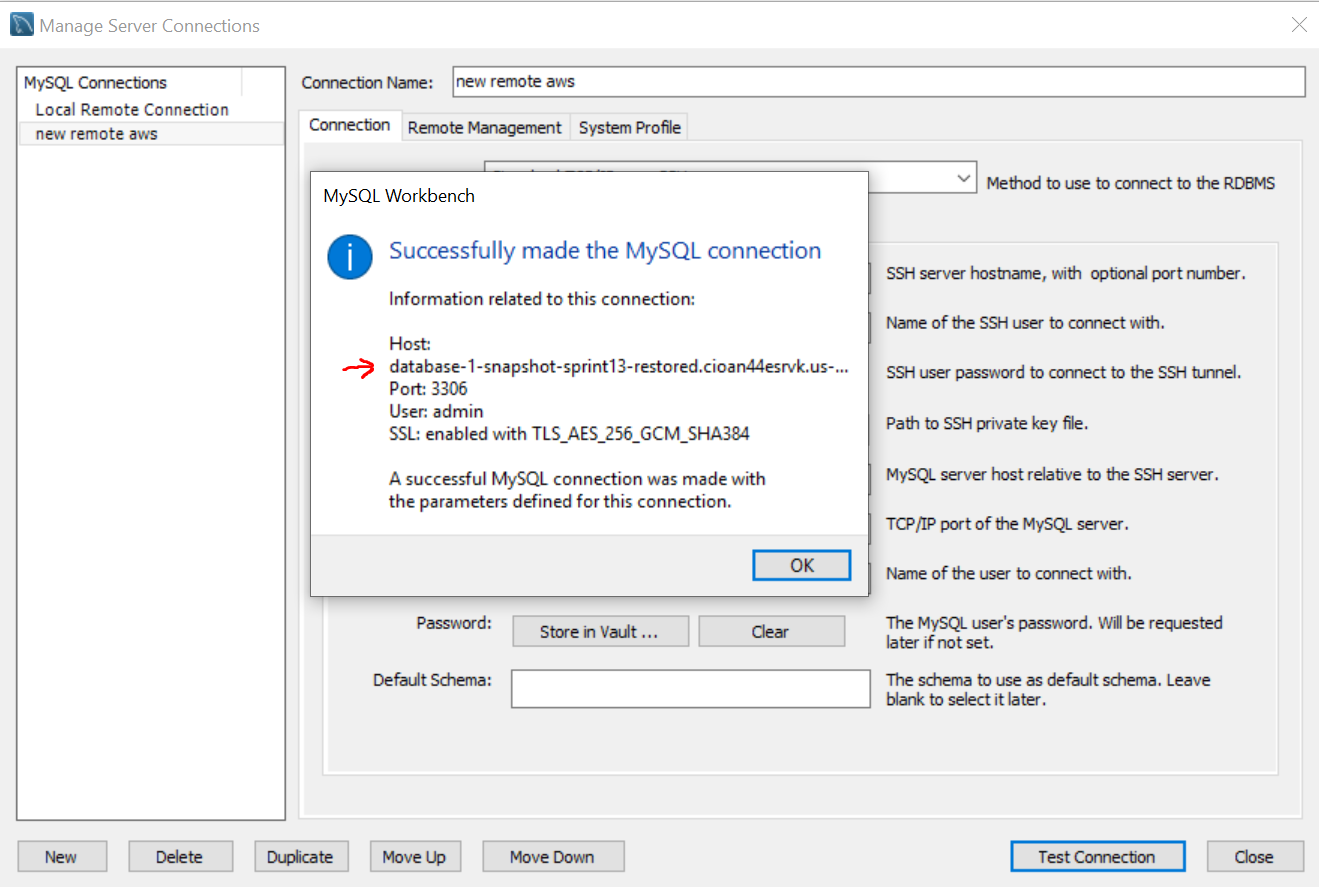 Manage Server Connections
MySQL Connections
Local Remote Connection
new remote aws
Connection Name:
new remote aws
Connection
Remote Management
System Profile
Method to use to connect to the RDBMS
MySQL Workbench
Successfully made the MySQL connection
Information related to this connection:
Host:
database-1-snapshot-sprint13-restored.cioan44esrvk.us-...
Port: 3306
User: admin
SSL: enabled with TLS_AES_256_GCM_SHA384
A successful MySQL connection was made with
the parameters defined for this connection.
OK
SSH server hostname, with  optional port number.
Name of the SSH user to connect with.
SSH user password to connect to the SSH tunnel.
Path to SSH private key file.
MySQL server host relative to the SSH server.
TCP/IP port of the MySQL server.
Name of the user to connect with.
Password:
Store in Vault ...
Clear
The MySQL user's password. Will be requested
later if not set.
Default Schema:
The schema to use as default schema. Leave
blank to select it later.
New
Delete
Duplicate
Move Up
Move Down
Test Connection
Close